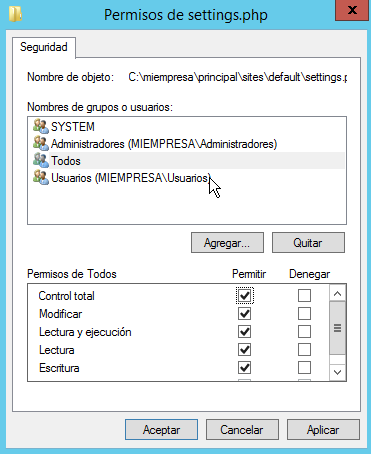 Permisos de settings.php
Seguridad
Nombre de objeto: C:\miempresa\principal\sites\default\settings.p
Nombres de grupos o usuarios:
SYSTEM
Administradores (MIEMPRESA\Administradores)
Todos
Usuarios (MIEMPRESA\Usuarios)
Agregar... Quitar
Permisos de Todos Permitir Denegar
Control total
Modificar
Lectura y ejecución
Lectura
Escritura
Aceptar Cancelar Aplicar